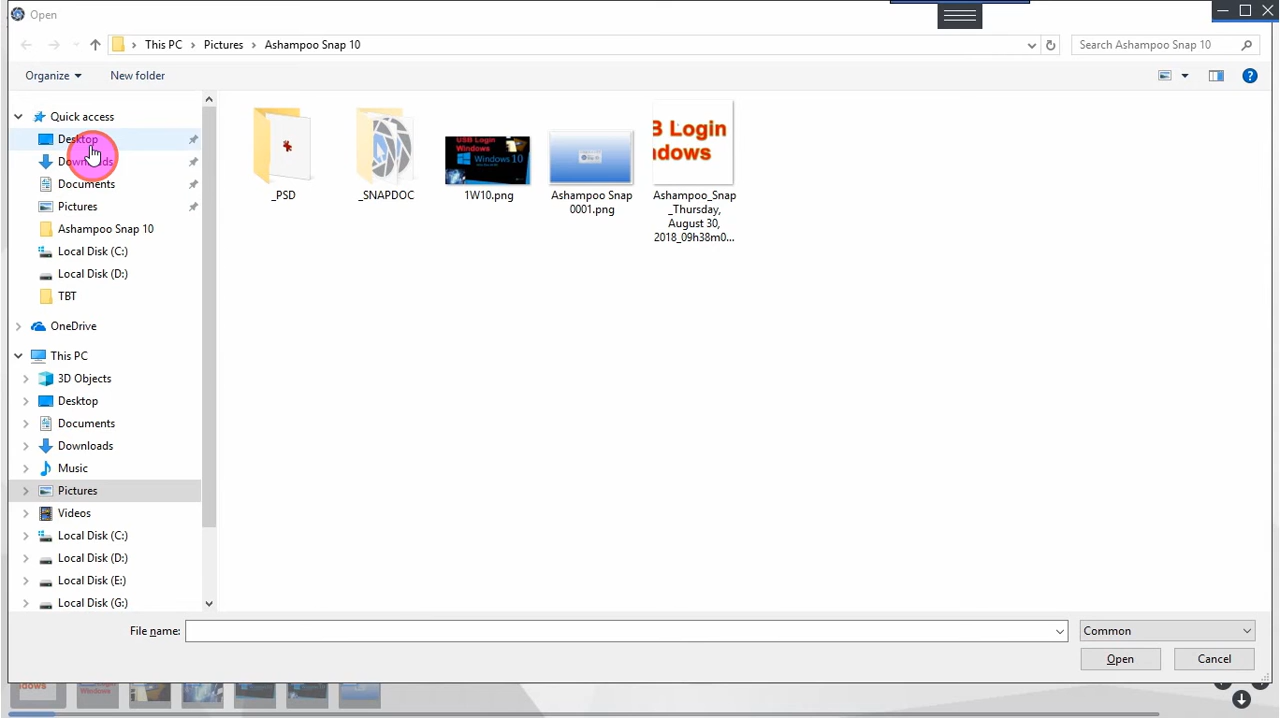 Open
This PC
Pictures
Ashampoo Snap 10
Search Ashampoo Snap 10
Organize
New folder
Quick access
Desktop
Downloads
Documents
Pictures
Ashampoo Snap 10
Local Disk (C:)
Local Disk (D:)
TBT
OneDrive
This PC
3D Objects
Desktop
Documents
Downloads
Music
Pictures
Videos
Local Disk (C:)
Local Disk (D:)
Local Disk (E:)
Local Disk (G:)
_PSD
_SNAPDOC
USB Login
Windows 10
1W10.png
Ashampoo Snap
0001.png
B Login
dows
Ashampoo_Snap
_Thursday,
August 30,
2018_09h38m0...
File name:
Common
Open
Cancel